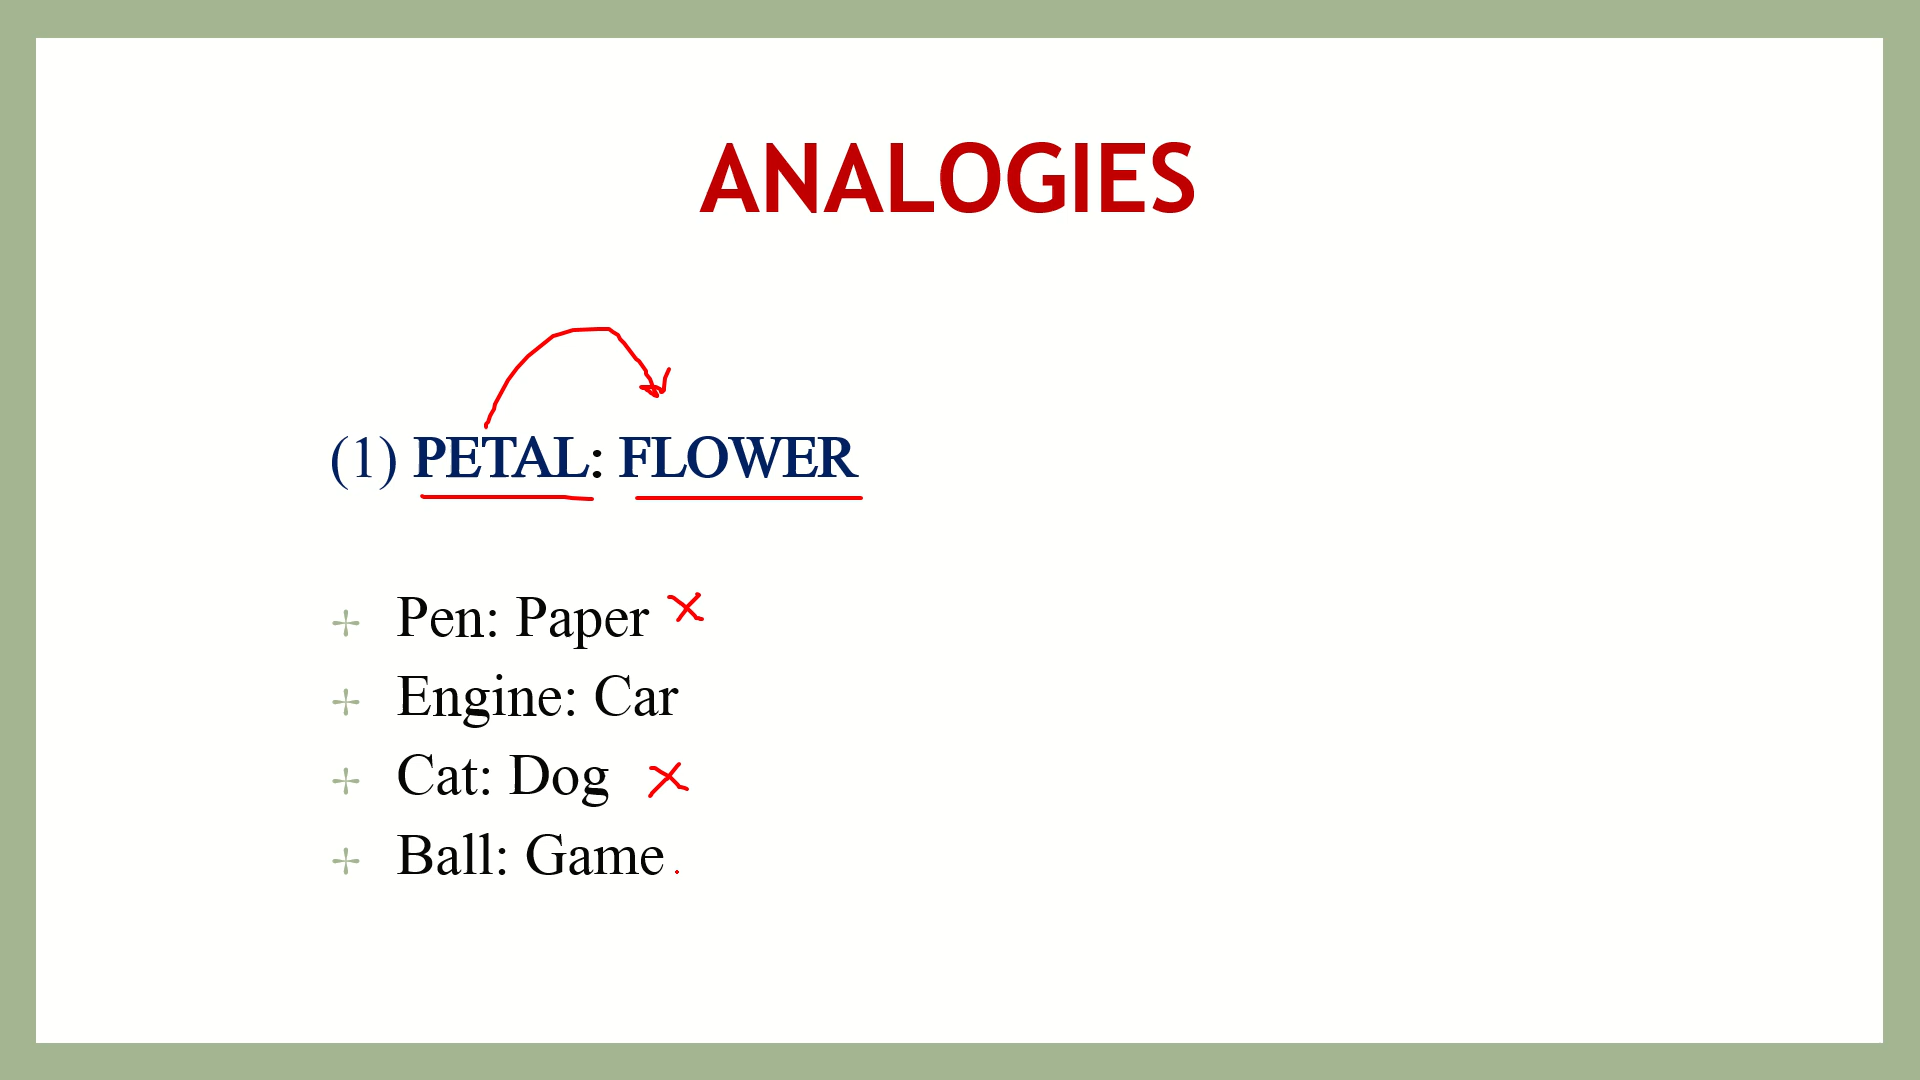 ANALOGIES
(1) PETAL: FLOWER
Pen: Paper
Engine: Car
Cat: Dog
Ball: Game